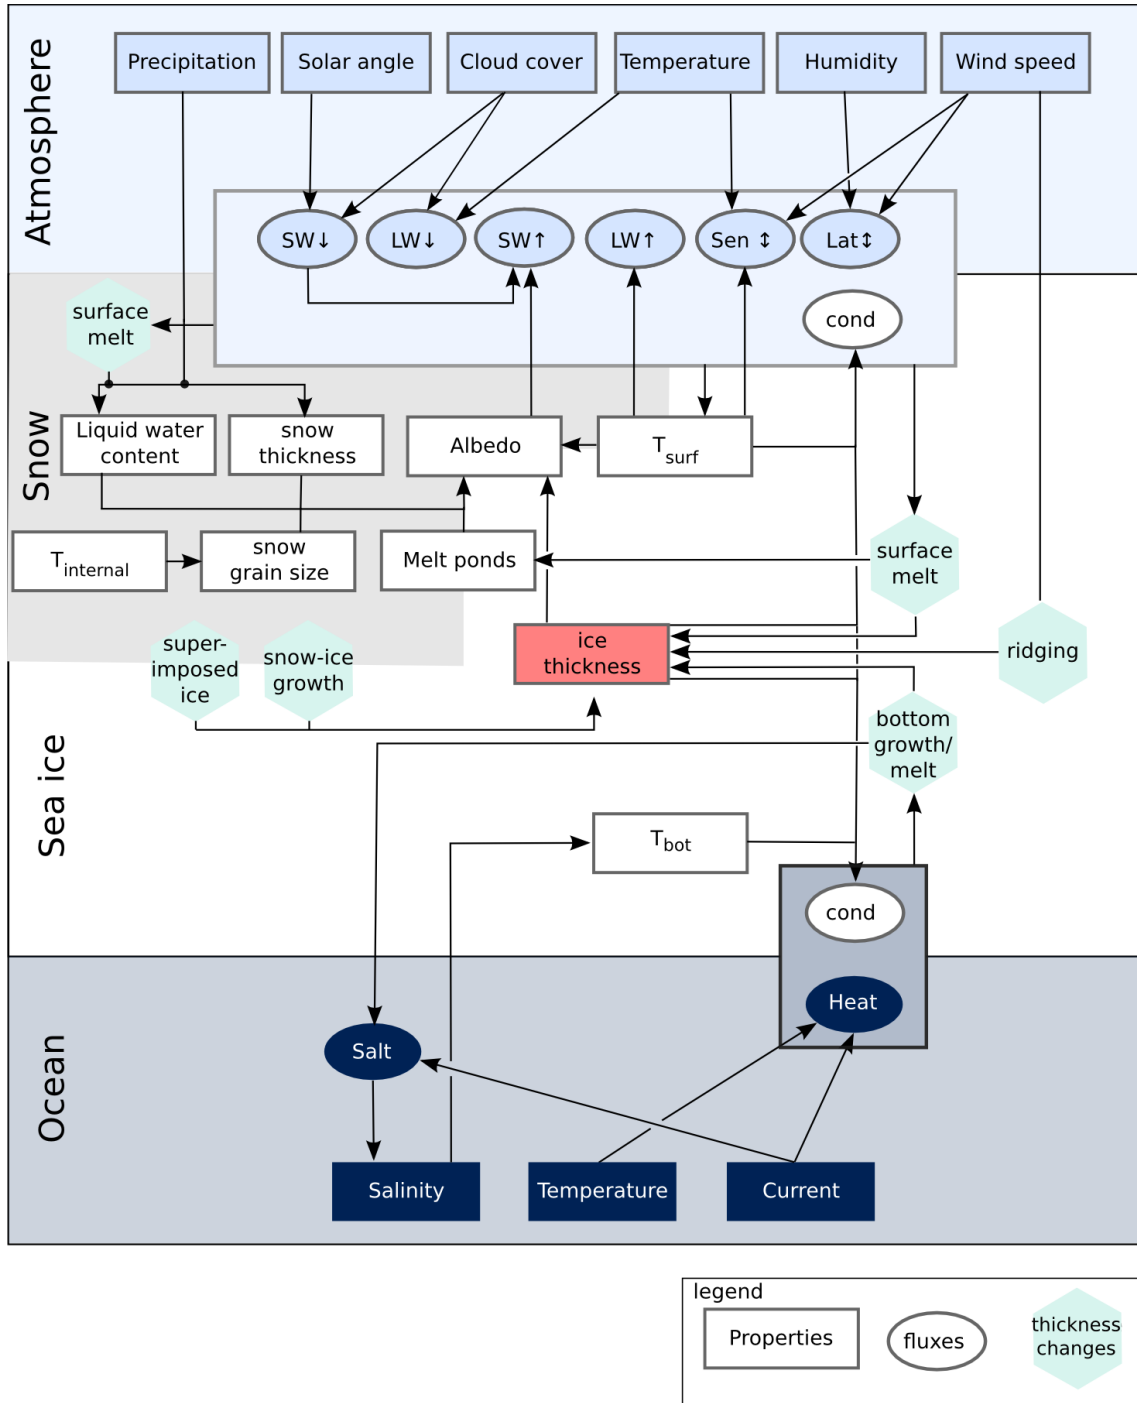 Atmosphere
Precipitation
Solar angle
Cloud cover
Temperature
Humidity
Wind speed
SW↓
LW↓
SW↑
LW↑
Sen ↕
Lat↕
cond
Snow
surface
melt
Liquid water
content
snow
thickness
Albedo
T surf
T internal
snow
grain size
Melt ponds
surface
melt
Sea ice
super-
imposed
ice
snow-ice
growth
ice
thickness
ridging
bottom
growth/
melt
T bot
cond
Ocean
Heat
Salt
Salinity
Temperature
Current
legend
Properties
fluxes
thickness
changes